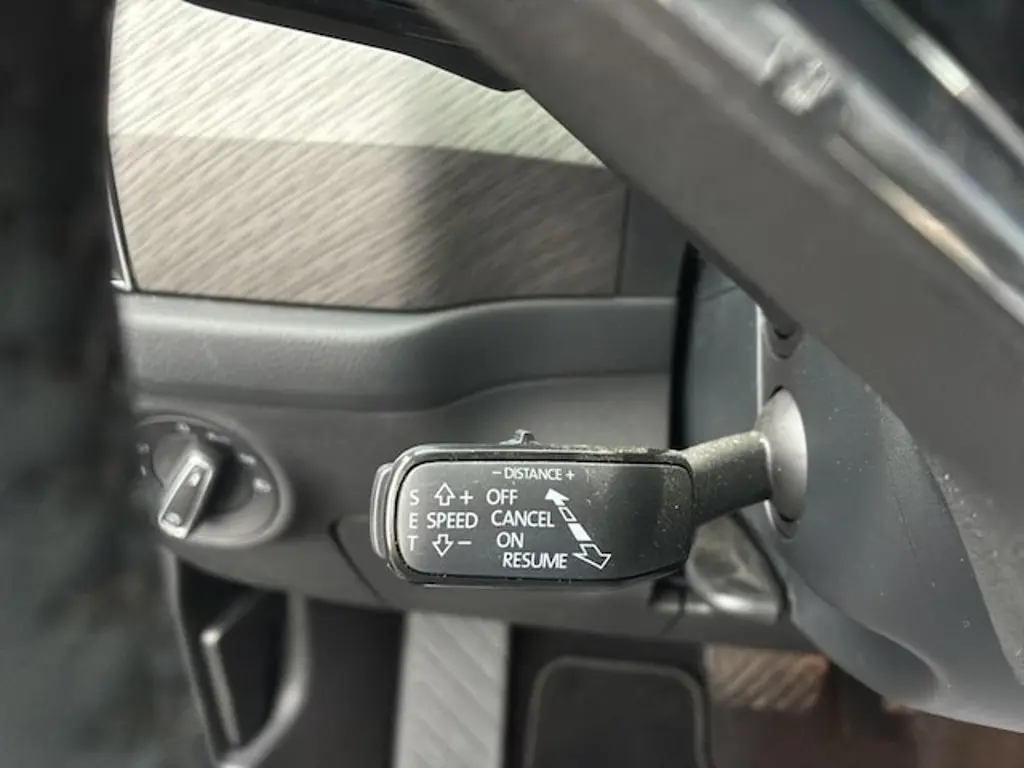 − DISTANCE +
S + OFF
E SPEED CANCEL
T − ON
RESUME